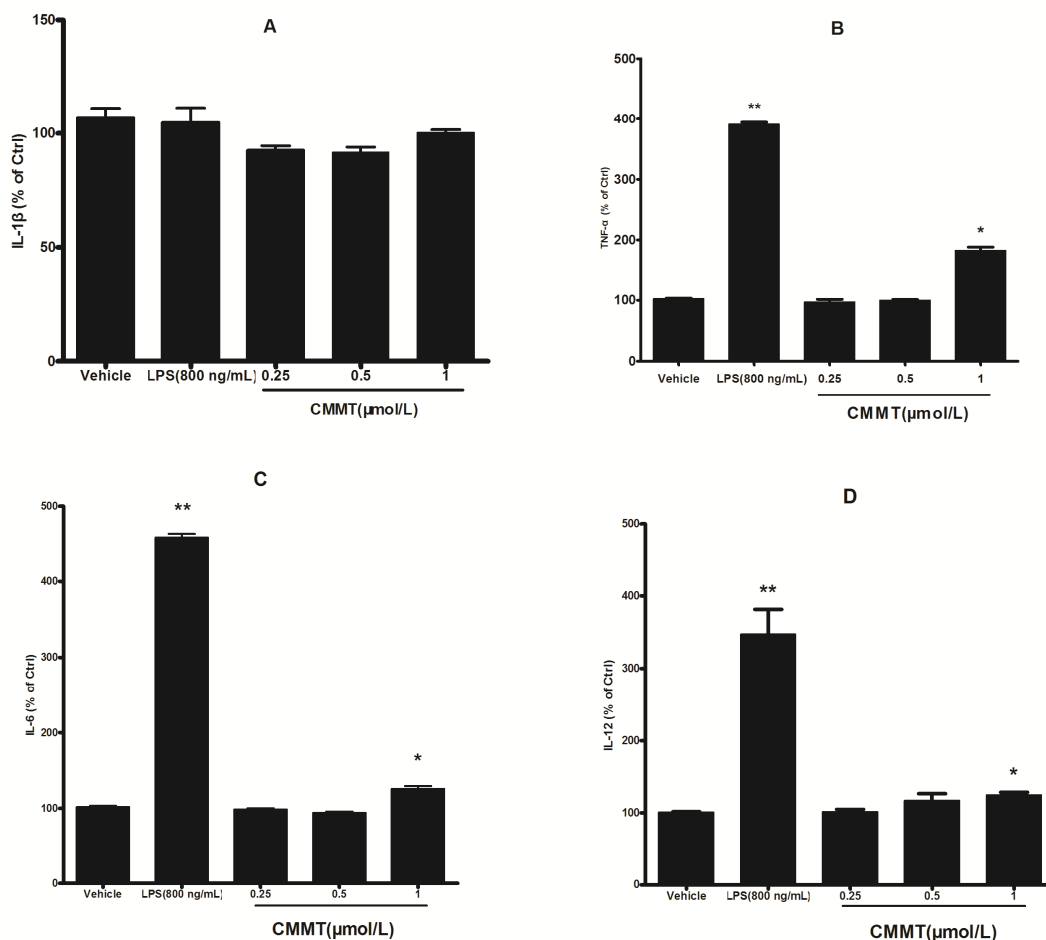 A
150
100
50
0
IL-1β (% of Ctrl)
Vehicle LPS(800 ng/mL) 0.25 0.5 1
CMMT(μmol/L)
B
500
**
400
300
*
200
100
0
TNF-α (% of Ctrl)
Vehicle LPS(800 ng/mL) 0.25 0.5 1
CMMT(μmol/L)
C
500
**
400
300
200
*
100
0
IL-6 (% of Ctrl)
Vehicle LPS(800 ng/mL) 0.25 0.5 1
CMMT(μmol/L)
D
500
**
400
300
200
*
100
0
IL-12 (% of Ctrl)
Vehicle LPS(800 ng/mL) 0.25 0.5 1
CMMT(μmol/L)